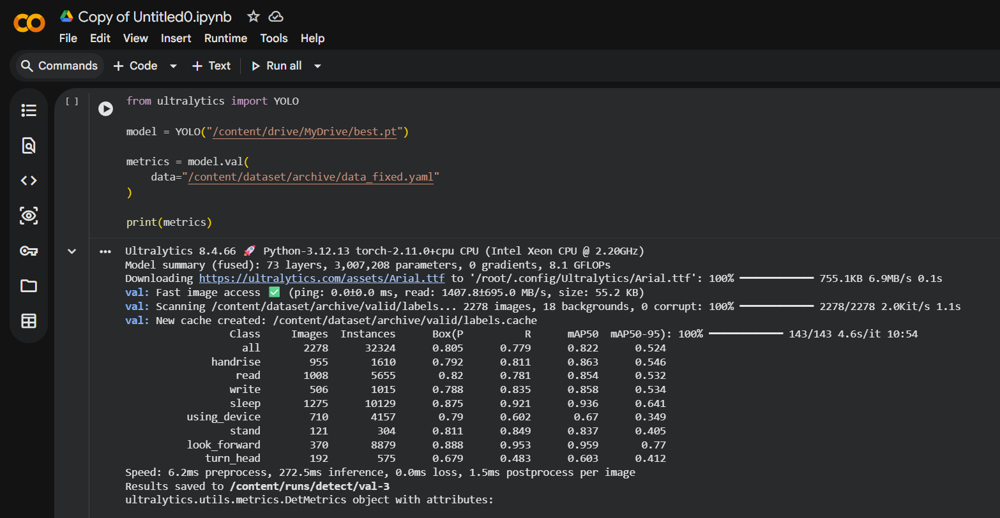 Copy of Untitled0.ipynb
File Edit View Insert Runtime Tools Help
Commands + Code + Text Run all
[ ]
from ultralytics import YOLO
model = YOLO("/content/drive/MyDrive/best.pt")
metrics = model.val(
data="/content/dataset/archive/data_fixed.yaml"
)
print(metrics)
Ultralytics 8.4.66 🚀 Python-3.12.13 torch-2.11.0+cpu CPU (Intel Xeon CPU @ 2.20GHz)
Model summary (fused): 73 layers, 3,007,208 parameters, 0 gradients, 8.1 GFLOPs
Downloading https://ultralytics.com/assets/Arial.ttf to '/root/.config/Ultralytics/Arial.ttf': 100% ━━━━━━━━━━━━ 755.1KB 6.9MB/s 0.1s
val: Fast image access ✅ (ping: 0.0±0.0 ms, read: 1407.8±695.0 MB/s, size: 55.2 KB)
val: Scanning /content/dataset/archive/valid/labels... 2278 images, 18 backgrounds, 0 corrupt: 100% ━━━━━━━━━━━━ 2278/2278 2.0Kit/s 1.1s
val: New cache created: /content/dataset/archive/valid/labels.cache
Class Images Instances Box(P R mAP50 mAP50-95): 100% ━━━━━━━━━━━━ 143/143 4.6s/it 10:54
all 2278 32324 0.805 0.779 0.822 0.524
handrise 955 1610 0.792 0.811 0.863 0.546
read 1008 5655 0.82 0.781 0.854 0.532
write 506 1015 0.788 0.835 0.858 0.534
sleep 1275 10129 0.875 0.921 0.936 0.641
using_device 710 4157 0.79 0.602 0.67 0.349
stand 121 304 0.811 0.849 0.837 0.405
look_forward 370 8879 0.888 0.953 0.959 0.77
turn_head 192 575 0.679 0.483 0.603 0.412
Speed: 6.2ms preprocess, 272.5ms inference, 0.0ms loss, 1.5ms postprocess per image
Results saved to /content/runs/detect/val-3
ultralytics.utils.metrics.DetMetrics object with attributes: